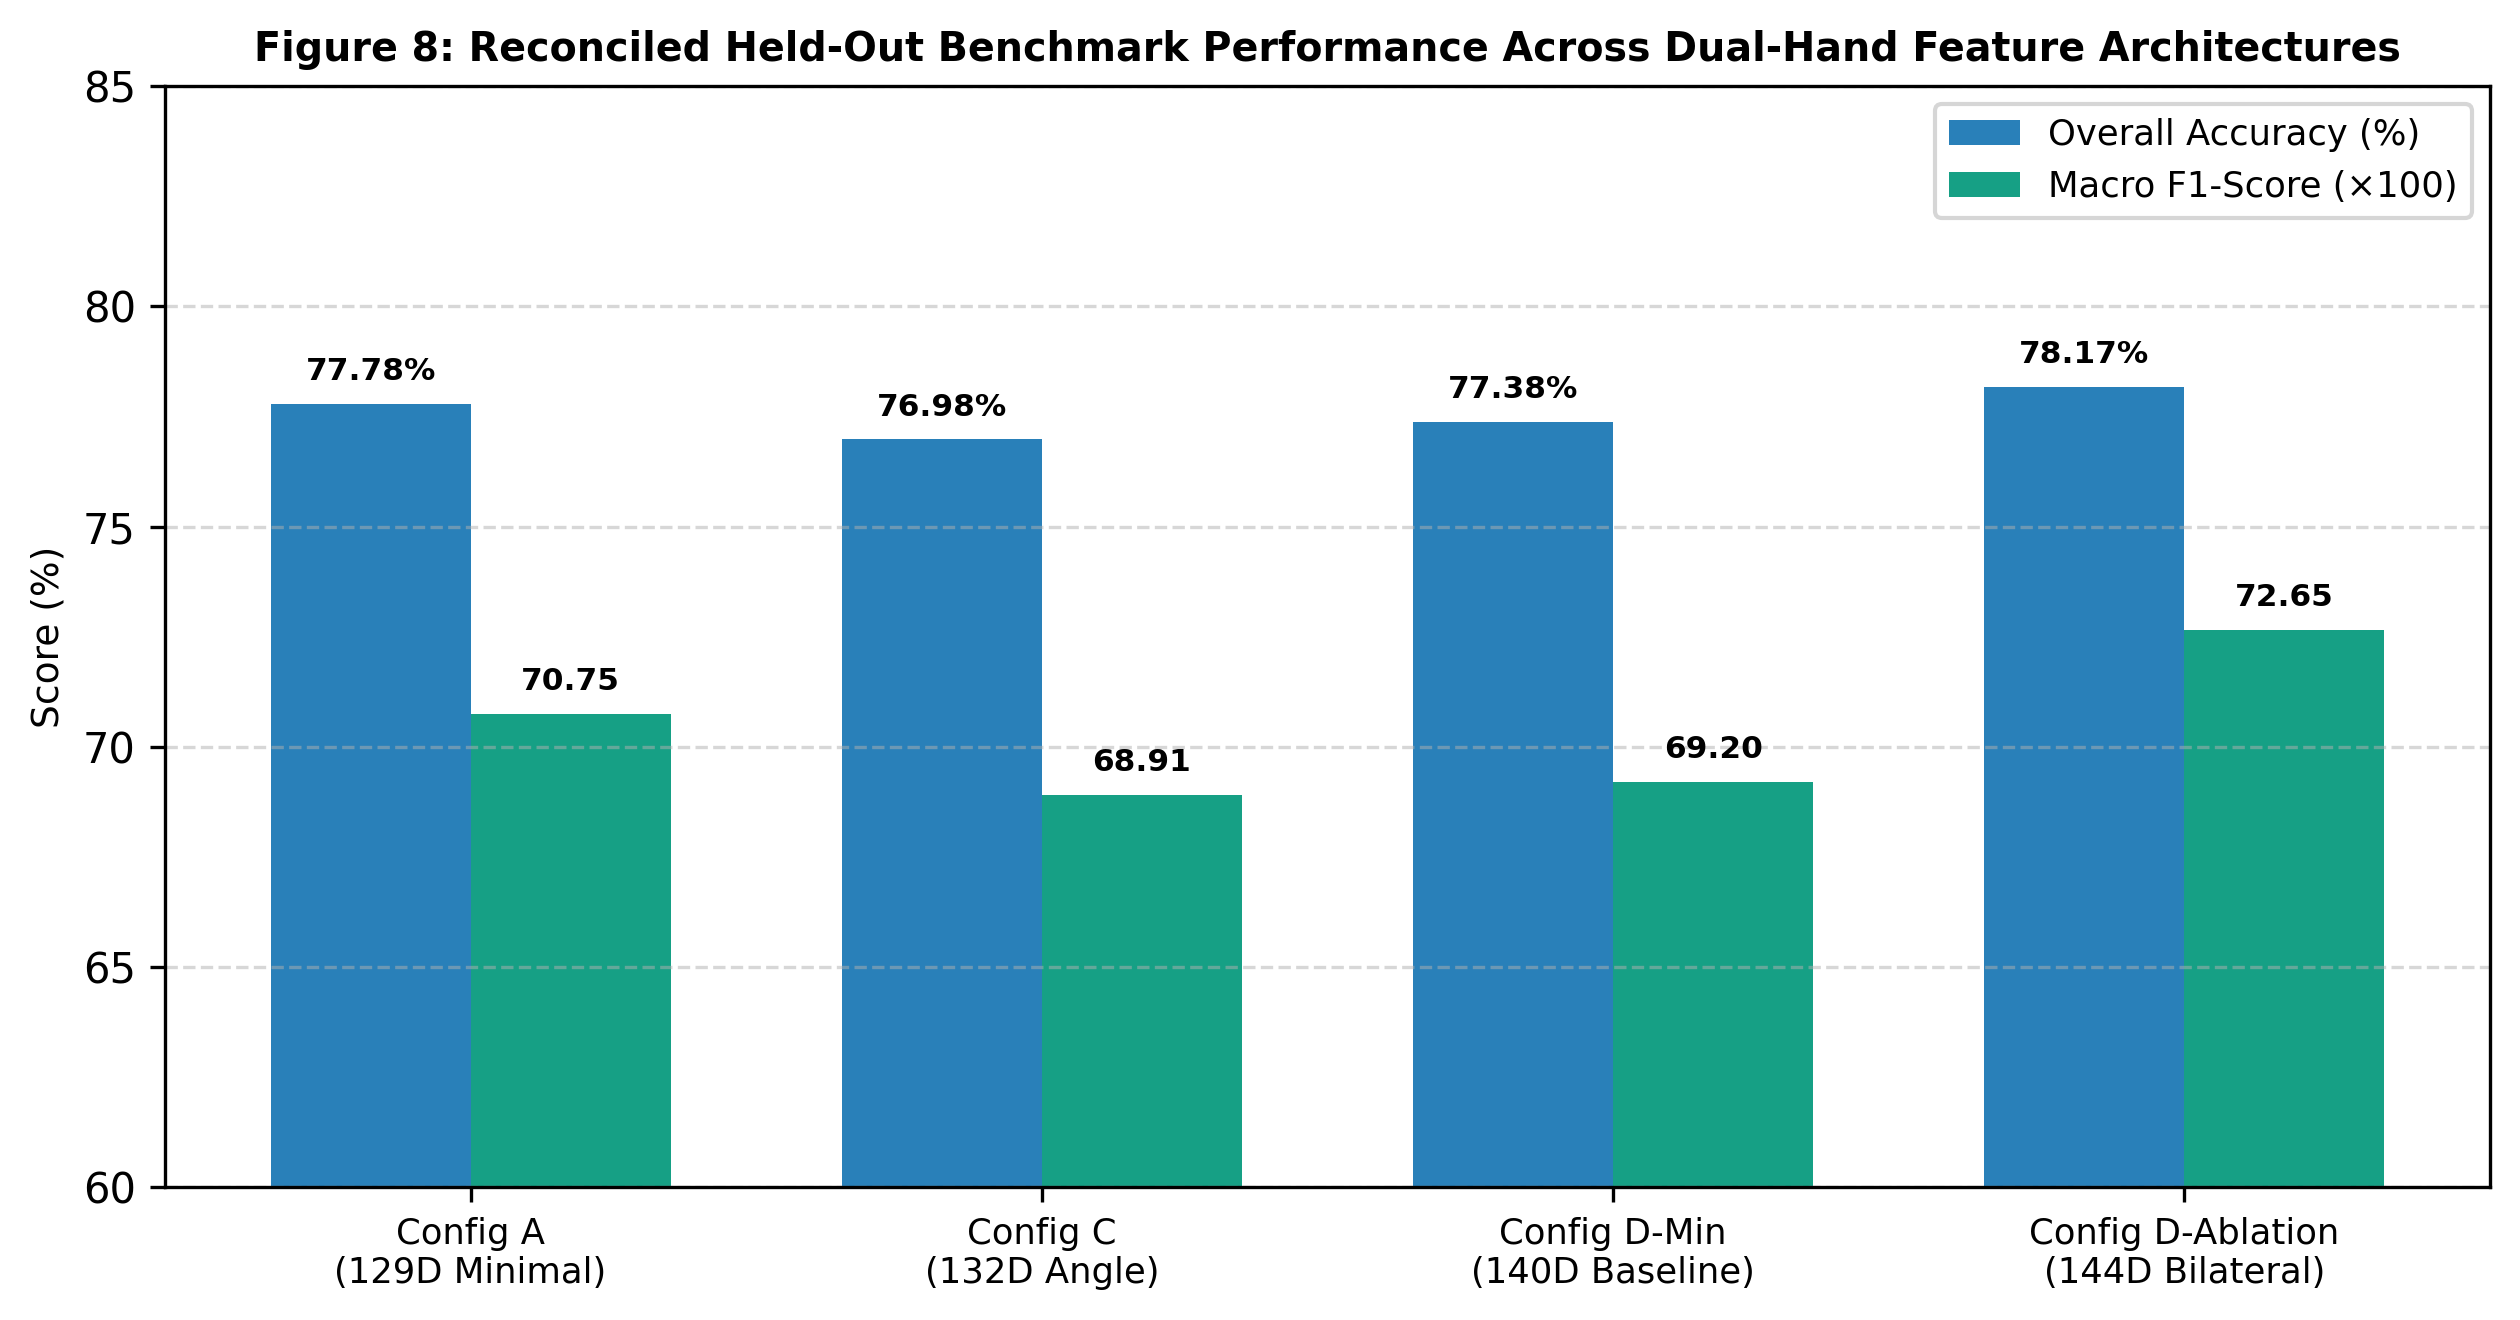 Figure 8: Reconciled Held-Out Benchmark Performance Across Dual-Hand Feature Architectures
Overall Accuracy (%)
Macro F1-Score (×100)
Score (%)
85
80
75
70
65
60
77.78%
70.75
76.98%
68.91
77.38%
69.20
78.17%
72.65
Config A
(129D Minimal)
Config C
(132D Angle)
Config D-Min
(140D Baseline)
Config D-Ablation
(144D Bilateral)